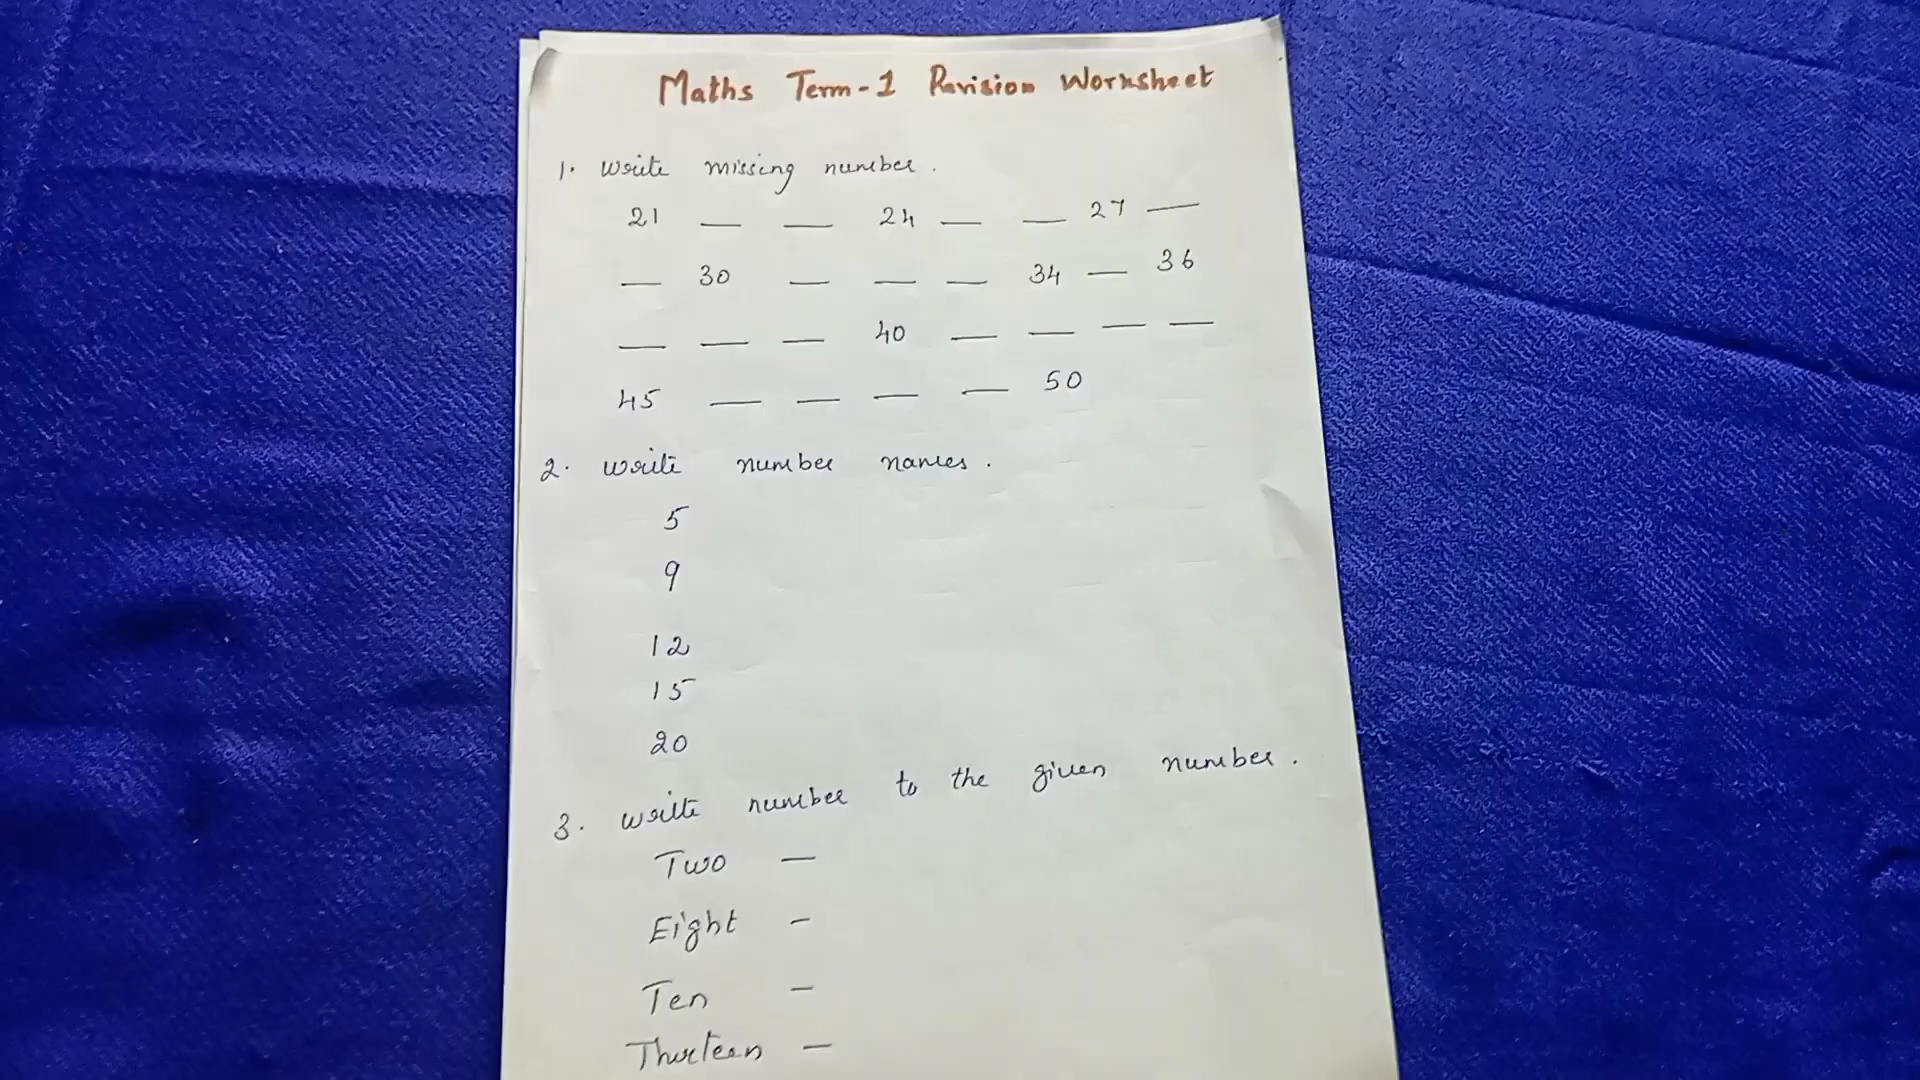 Maths Term-1 Revision Worksheet
1. Write missing number.
21 __ __ 24 __ __ 27 __
__ 30 __ __ __ 34 __ 36
__ __ __ 40 __ __ __ __
45 __ __ __ __ 50
2. Write number names.
5
9
12
15
20
3. Write number to the given number.
Two —
Eight —
Ten —
Thirteen —